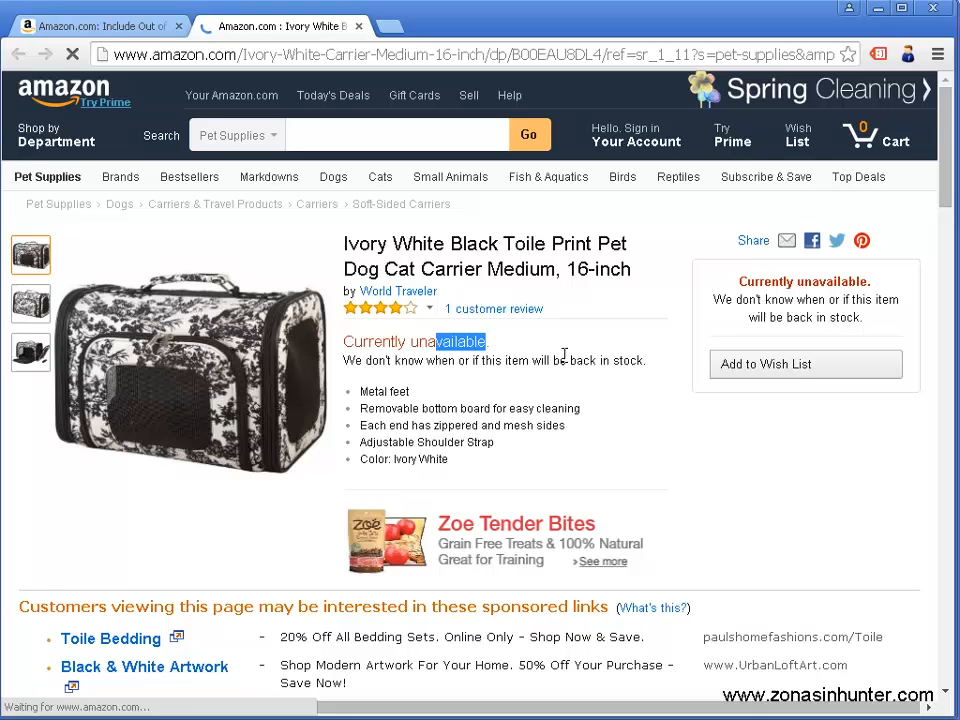 Amazon.com: Include Out of
Amazon.com : Ivory White B
www.amazon.com/Ivory-White-Carrier-Medium-16-inch/dp/B00EAU8DL4/ref=sr_1_11?s=pet-supplies&amp
amazon
Try Prime
Your Amazon.com Today's Deals Gift Cards Sell Help
Spring Cleaning
Shop by
Department
Search Pet Supplies Go
Hello. Sign in
Your Account
Try
Prime
Wish
List
0
Cart
Pet Supplies Brands Bestsellers Markdowns Dogs Cats Small Animals Fish & Aquatics Birds Reptiles Subscribe & Save Top Deals
Pet Supplies › Dogs › Carriers & Travel Products › Carriers › Soft-Sided Carriers
Ivory White Black Toile Print Pet
Dog Cat Carrier Medium, 16-inch
by World Traveler
1 customer review
Currently unavailable.
We don't know when or if this item will be back in stock.
• Metal feet
• Removable bottom board for easy cleaning
• Each end has zippered and mesh sides
• Adjustable Shoulder Strap
• Color: Ivory White
Share
Currently unavailable.
We don't know when or if this item
will be back in stock.
Add to Wish List
Zoe
Zoe Tender Bites
Grain Free Treats & 100% Natural
Great for Training
›See more
Customers viewing this page may be interested in these sponsored links (What's this?)
• Toile Bedding - 20% Off All Bedding Sets. Online Only - Shop Now & Save. paulshomefashions.com/Toile
• Black & White Artwork - Shop Modern Artwork For Your Home. 50% Off Your Purchase - www.UrbanLoftArt.com
Save Now!
Waiting for www.amazon.com...
www.zonasinhunter.com